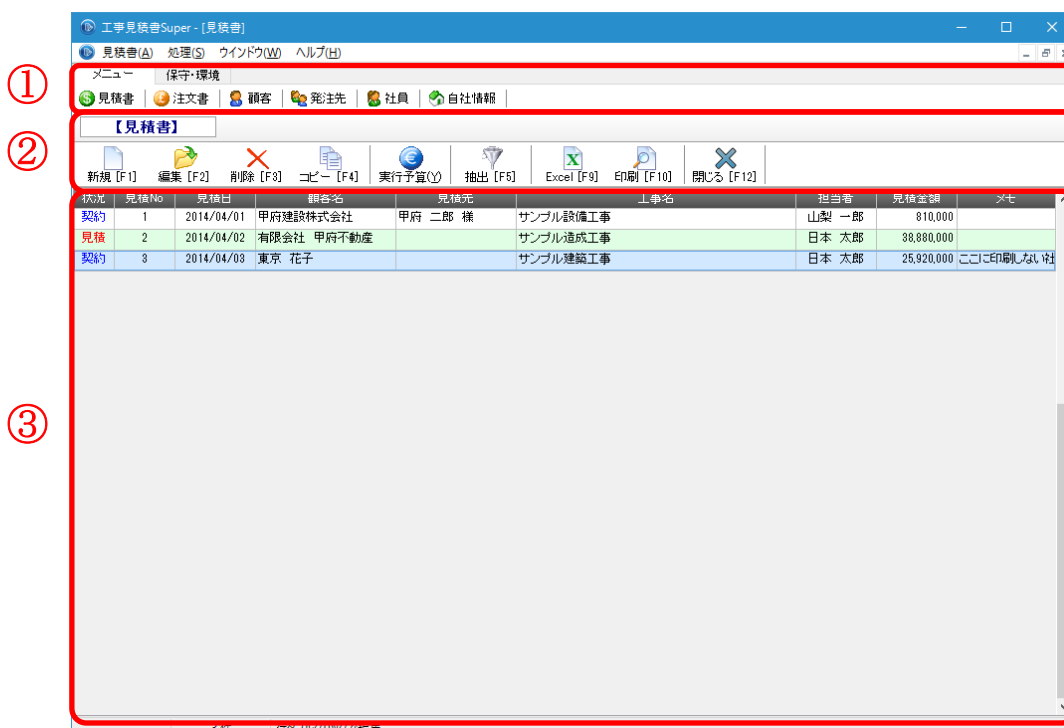 工事見積書Super - [見積書]
見積書(A) 処理(S) ウインドウ(W) ヘルプ(H)
① メニュー 保守・環境
見積書 注文書 顧客 発注先 社員 自社情報
② 【見積書】
新規 [F1] 編集 [F2] 削除 [F3] コピー [F4] 実行予算(Y) 抽出 [F5] Excel [F9] 印刷 [F10] 閉じる [F12]
状況 見積No 見積日 顧客名 見積先 工事名 担当者 見積金額 メモ
契約 1 2014/04/01 甲府建設株式会社 甲府 二郎 様 サンプル設備工事 山梨 一郎 810,000
見積 2 2014/04/02 有限会社 甲府不動産 サンプル造成工事 日本 太郎 38,880,000
契約 3 2014/04/03 東京 花子 サンプル建築工事 日本 太郎 25,920,000 ここに印刷しない社
③